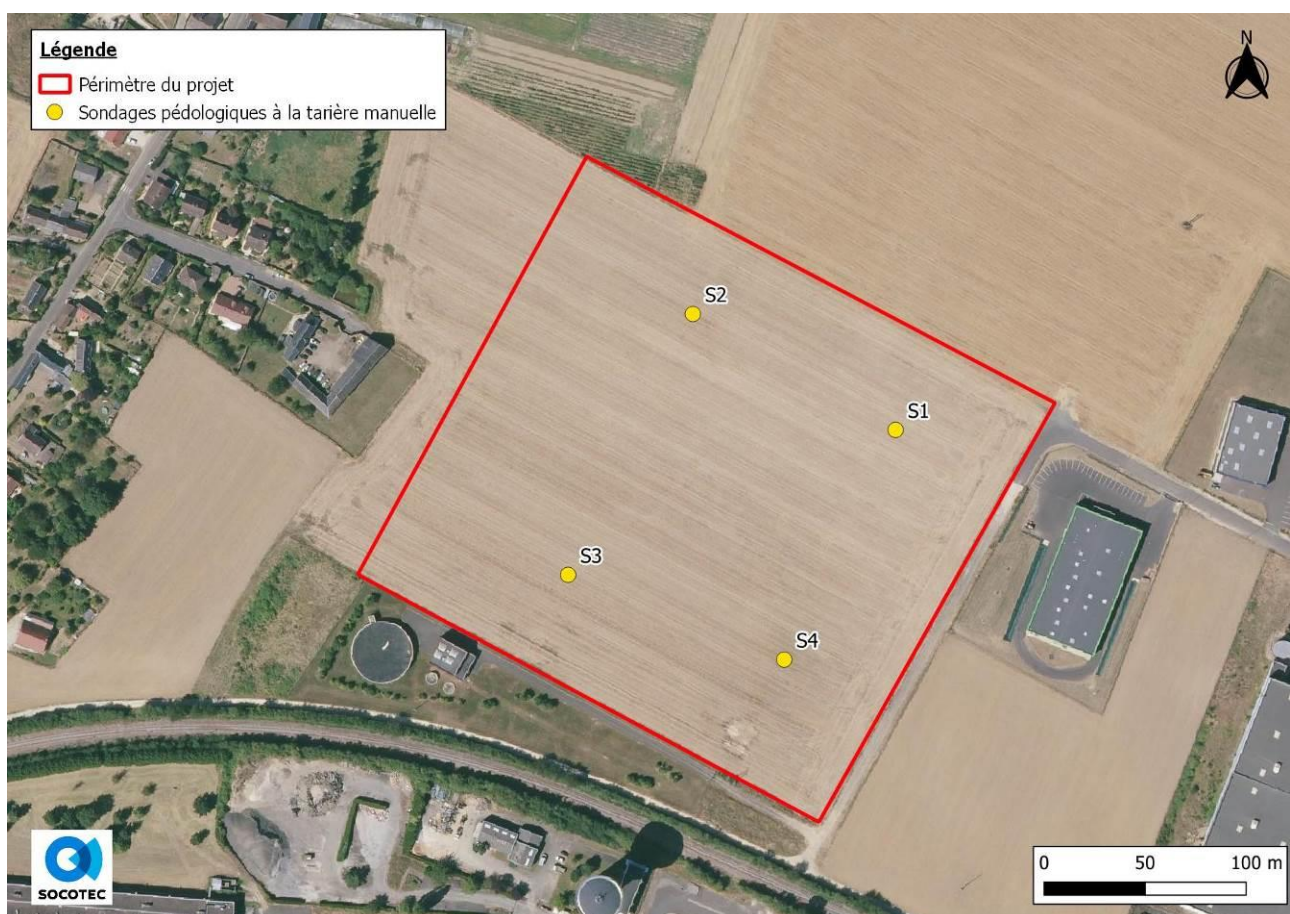 Légende
Périmètre du projet
Sondages pédologiques à la tarière manuelle
N
S2
S1
S3
S4
SOCOTEC
0 50 100 m